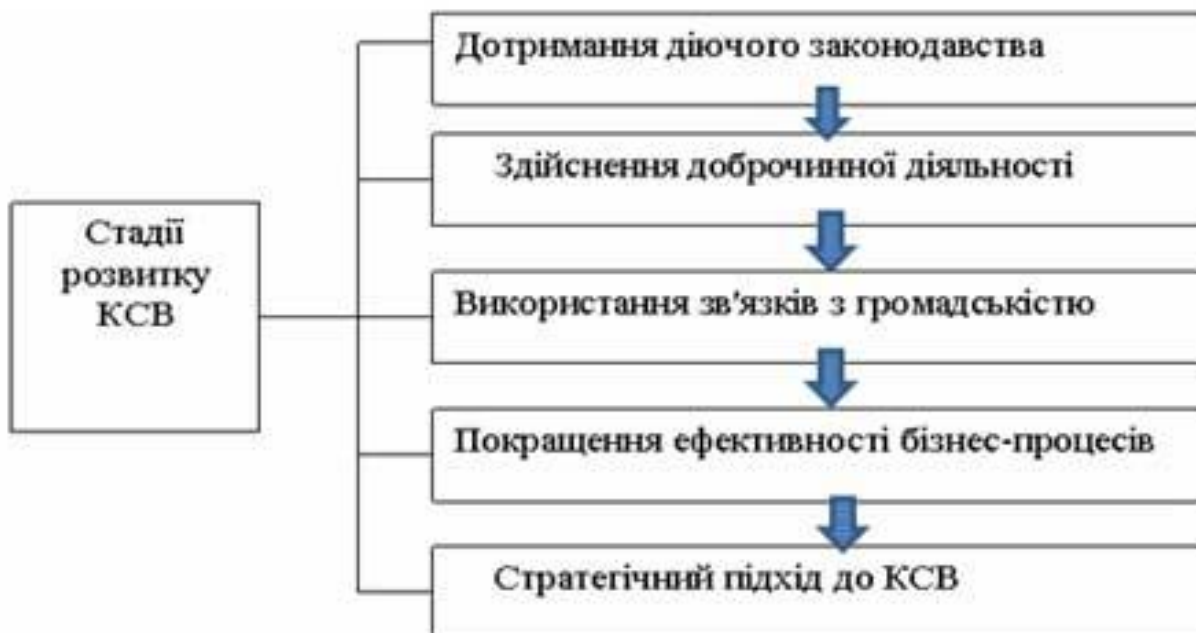 Стадії
розвитку
КСВ
Дотримання діючого законодавства
Здійснення доброчинної діяльності
Використання зв'язків з громадськістю
Покращення ефективності бізнес-процесів
Стратегічний підхід до КСВ